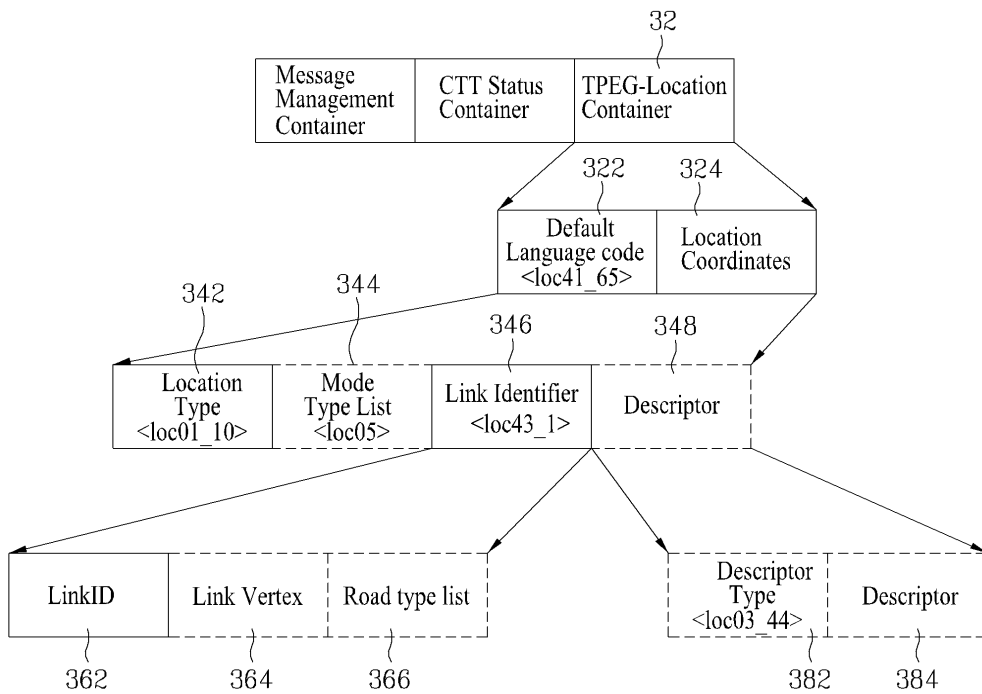 32
Message
Management
Container
CTT Status
Container
TPEG-Location
Container
322
324
Default
Language code
<loc41_65>
Location
Coordinates
342
344
346
348
Location
Type
<loc01_10>
Mode
Type List
<loc05>
Link Identifier
<loc43_1>
Descriptor
LinkID
Link Vertex
Road type list
Descriptor
Type
<loc03_44>
Descriptor
362
364
366
382
384